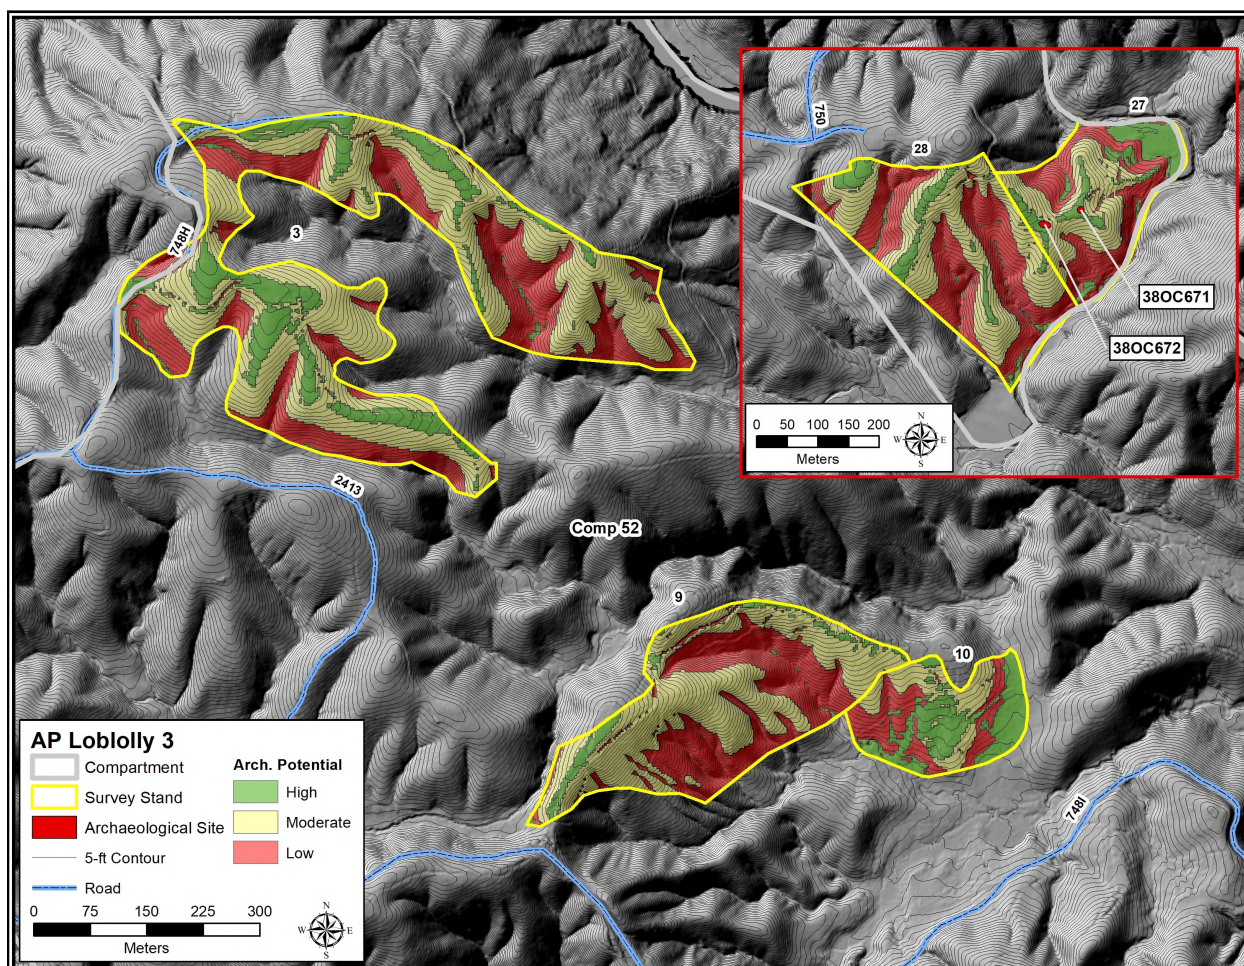 750
27
28
38OC671
38OC672
0 50 100 150 200
Meters
N
W E
S
748H
3
2413
Comp 52
9
10
748I
AP Loblolly 3
Compartment
Survey Stand
Archaeological Site
5-ft Contour
Road
Arch. Potential
High
Moderate
Low
0 75 150 225 300
Meters
N
W E
S